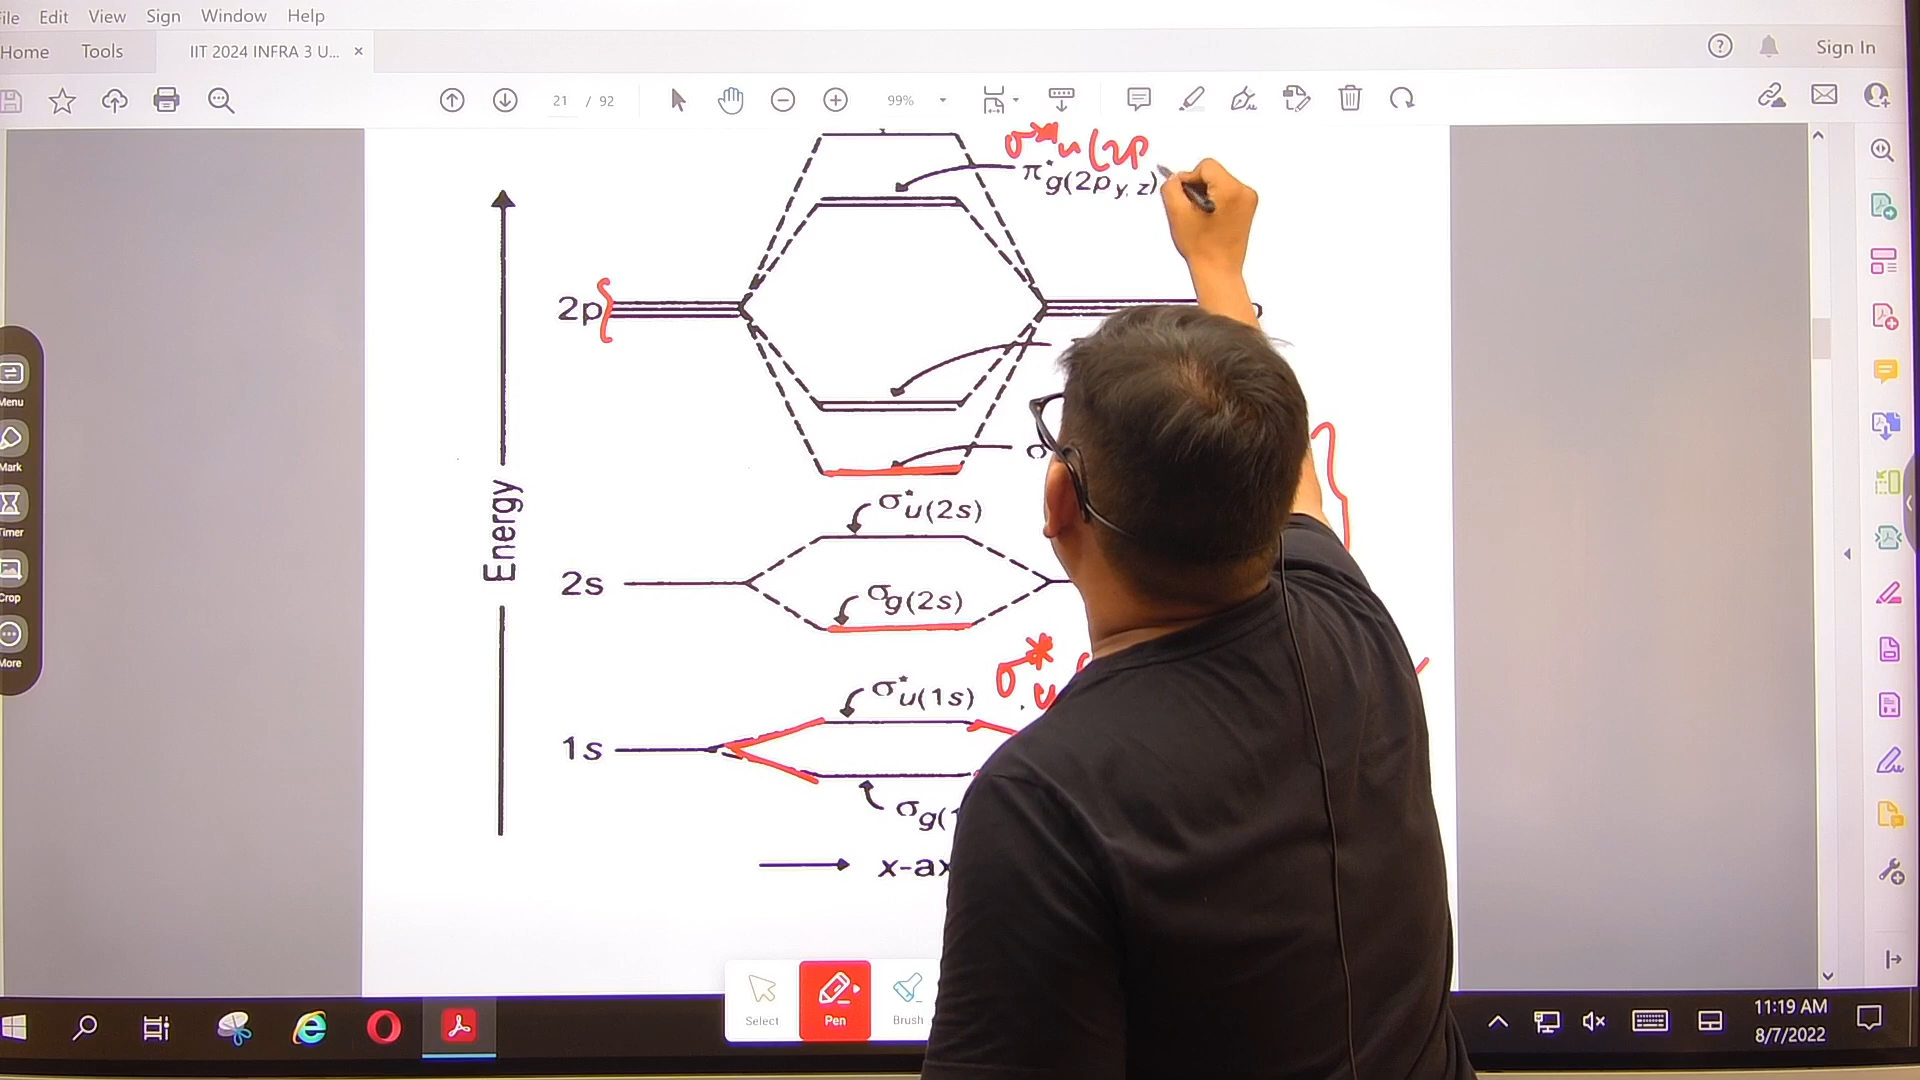 File Edit View Sign Window Help
Home Tools IIT 2024 INFRA 3 U... × Sign In
21 / 92 99%
σ*u (2p
π*g(2p y, z)
2p
σ
σ*u(2s)
2s
σg(2s)
σ*u
σ*u(1s)
1s
σg(
x-ax
Energy
Menu
Mark
Timer
Crop
More
Select Pen Brush
11:19 AM
8/7/2022